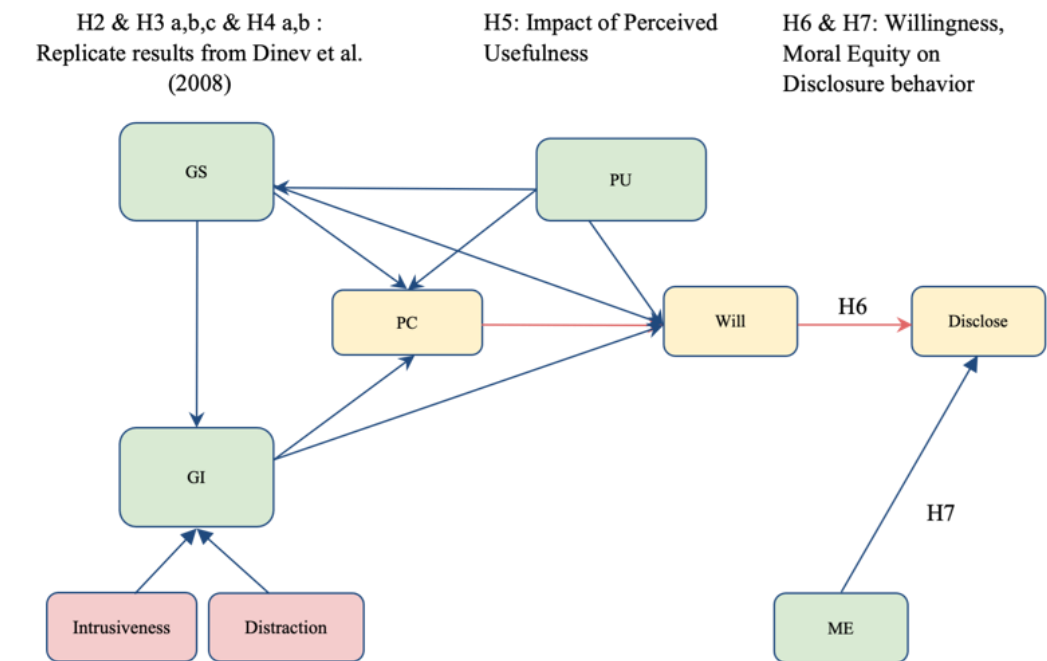 H2 & H3 a,b,c & H4 a,b :
Replicate results from Dinev et al.
(2008)
H5: Impact of Perceived
Usefulness
H6 & H7: Willingness,
Moral Equity on
Disclosure behavior
GS
PU
PC
Will
H6
Disclose
GI
H7
Intrusiveness
Distraction
ME